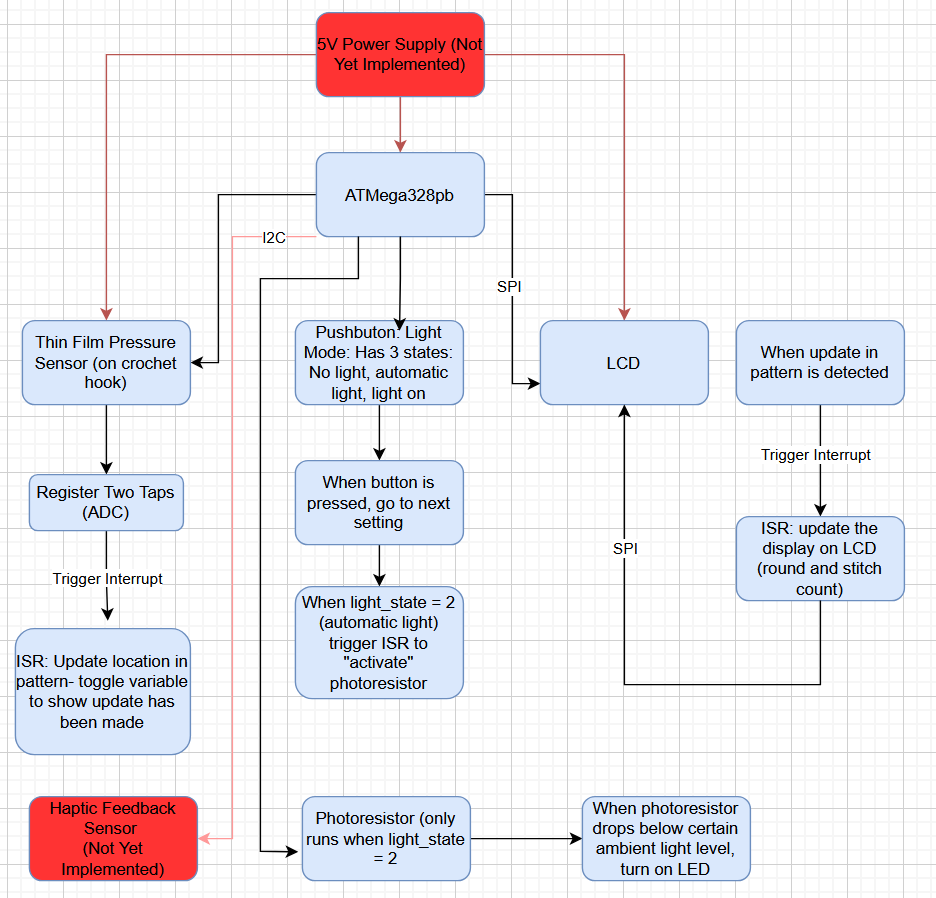 5V Power Supply (Not
Yet Implemented)
ATMega328pb
I2C
SPI
Thin Film Pressure
Sensor (on crochet
hook)
Pushbuton: Light
Mode: Has 3 states:
No light, automatic
light, light on
LCD
When update in
pattern is detected
Trigger Interrupt
Register Two Taps
(ADC)
When button is
pressed, go to next
setting
ISR: update the
display on LCD
(round and stitch
count)
SPI
Trigger Interrupt
When light_state = 2
(automatic light)
trigger ISR to
"activate"
photoresistor
ISR: Update location in
pattern- toggle variable
to show update has
been made
Haptic Feedback
Sensor
(Not Yet
Implemented)
Photoresistor (only
runs when light_state
= 2
When photoresistor
drops below certain
ambient light level,
turn on LED